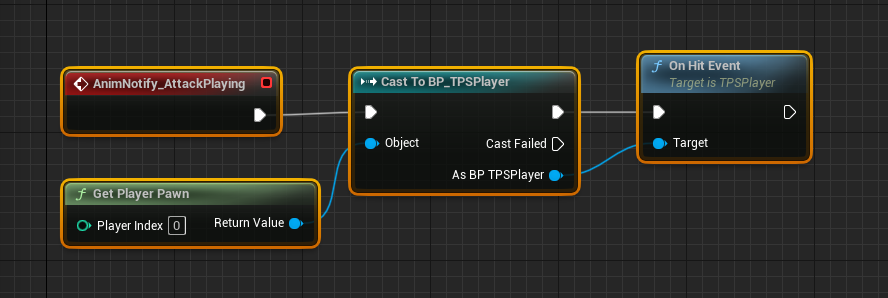 AnimNotify_AttackPlaying
Get Player Pawn
Player Index 0
Return Value
Cast To BP_TPSPlayer
Object
Cast Failed
As BP TPSPlayer
On Hit Event
Target is TPSPlayer
Target